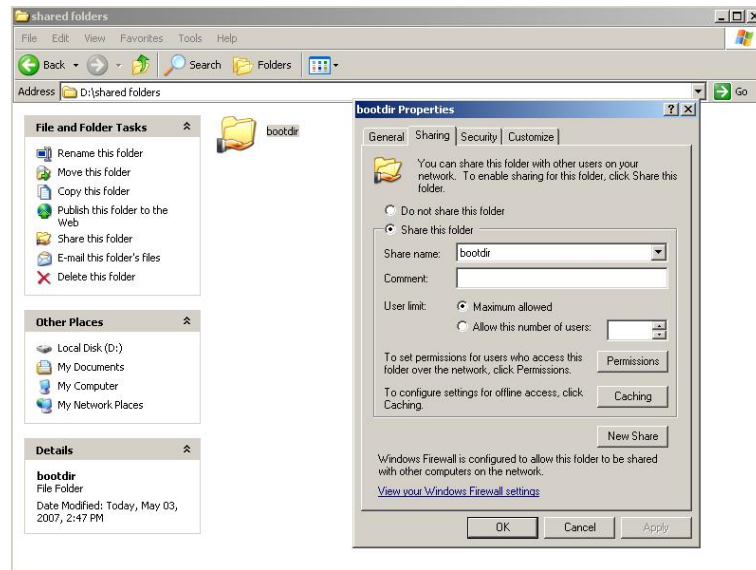 shared folders
File Edit View Favorites Tools Help
Back Search Folders
Address D:\shared folders Go
File and Folder Tasks
Rename this folder
Move this folder
Copy this folder
Publish this folder to the
Web
Share this folder
E-mail this folder's files
Delete this folder
Other Places
Local Disk (D:)
My Documents
My Computer
My Network Places
Details
bootdir
File Folder
Date Modified: Today, May 03,
2007, 2:47 PM
bootdir
bootdir Properties
General Sharing Security Customize
You can share this folder with other users on your
network. To enable sharing for this folder, click Share this
folder.
Do not share this folder
Share this folder
Share name: bootdir
Comment:
User limit: Maximum allowed
Allow this number of users:
To set permissions for users who access this
folder over the network, click Permissions.
Permissions
To configure settings for offline access, click
Caching.
Caching
New Share
Windows Firewall is configured to allow this folder to be shared
with other computers on the network.
View your Windows Firewall settings
OK Cancel Apply